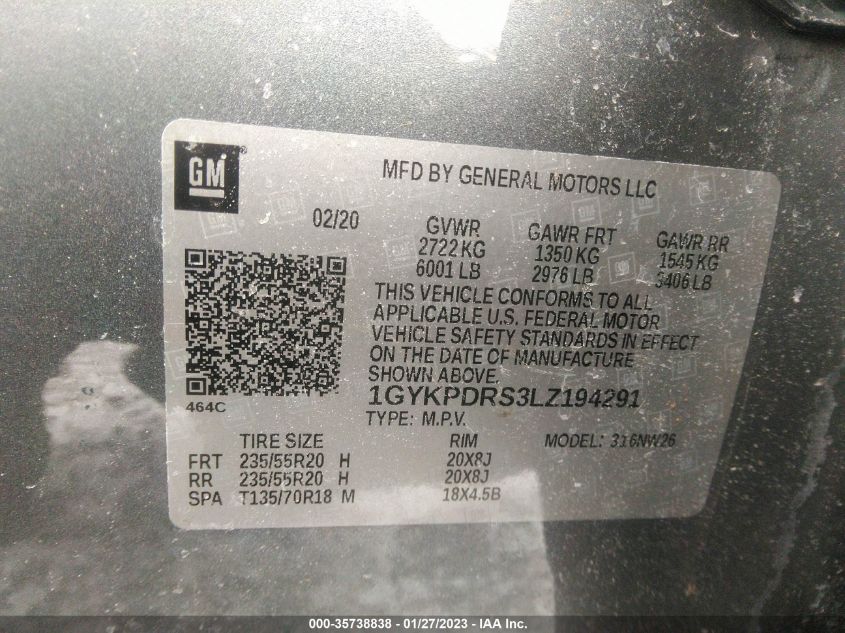 GM
MFD BY GENERAL MOTORS LLC
02/20
GVWR GAWR FRT GAWR RR
2722 KG 1350 KG 1545 KG
6001 LB 2976 LB 3406 LB
THIS VEHICLE CONFORMS TO ALL
APPLICABLE U.S. FEDERAL MOTOR
VEHICLE SAFETY STANDARDS IN EFFECT
ON THE DATE OF MANUFACTURE
SHOWN ABOVE.
1GYKPDRS3LZ194291
464C
TYPE: M.P.V.
TIRE SIZE RIM MODEL: 316NW26
FRT 235/55R20 H 20X8J
RR 235/55R20 H 20X8J
SPA T135/70R18 M 18X4.5B
000-35738838 - 01/27/2023 - IAA Inc.